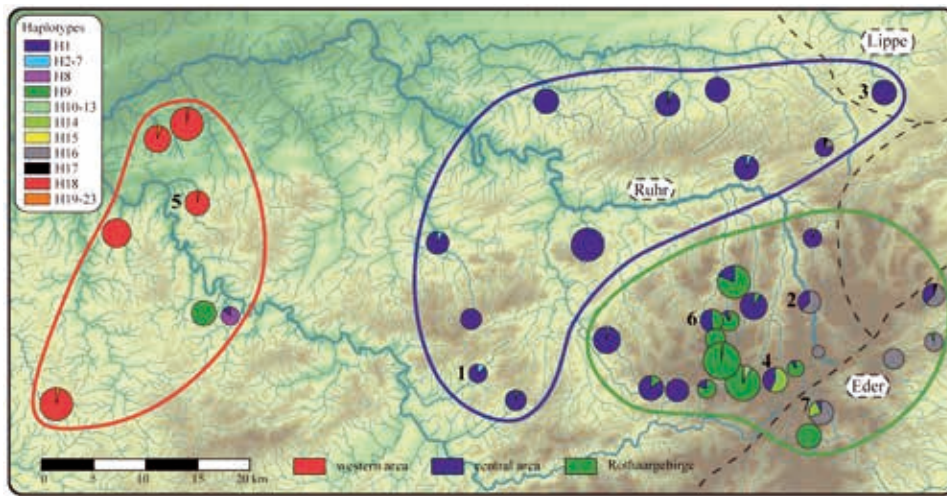 Haplotypes
H1
H2-7
H8
H9
H10-13
H14
H15
H16
H17
H18
H19-23
Lippe
3
5
Ruhr
2
6
1
4
Eder
7
0 5 10 15 20 km
western area
central area
Rothaargebirge